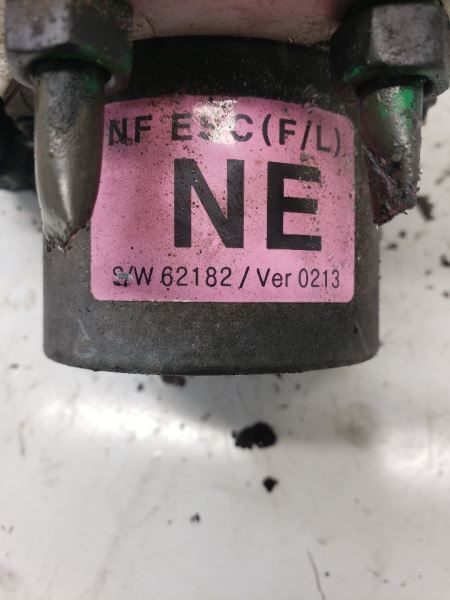 NF ESC(F/L)
NE
S/W 62182 / Ver 0213